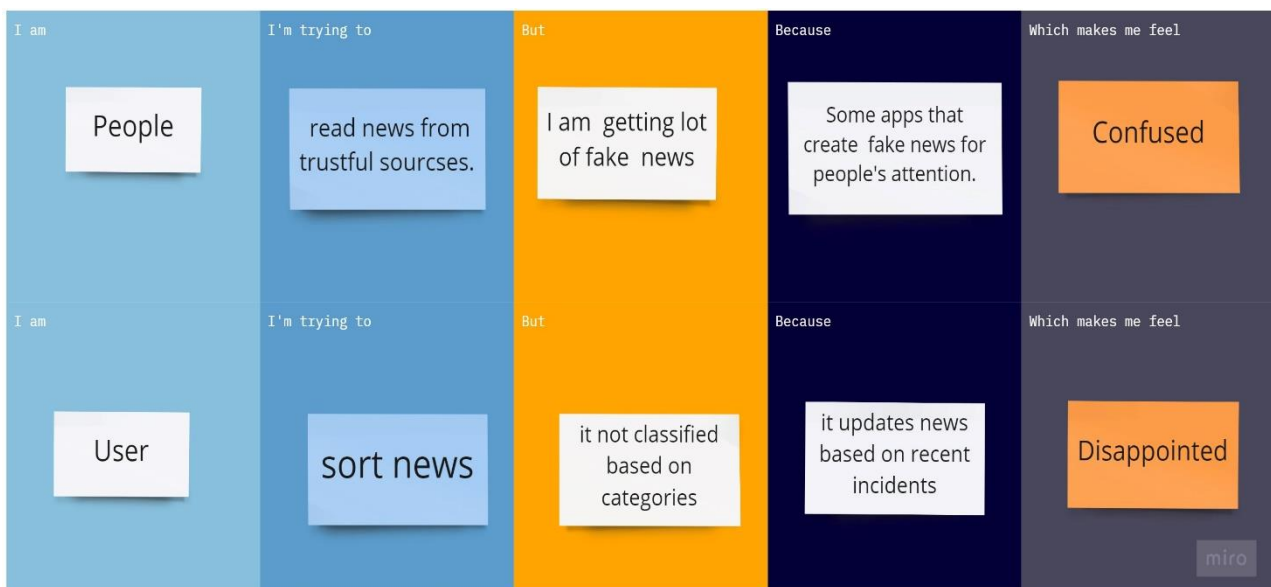 I am
People
I'm trying to
read news from
trustful sourcses.
But
I am getting lot
of fake news
Because
Some apps that
create fake news for
people's attention.
Which makes me feel
Confused
I am
User
I'm trying to
sort news
But
it not classified
based on
categories
Because
it updates news
based on recent
incidents
Which makes me feel
Disappointed
miro